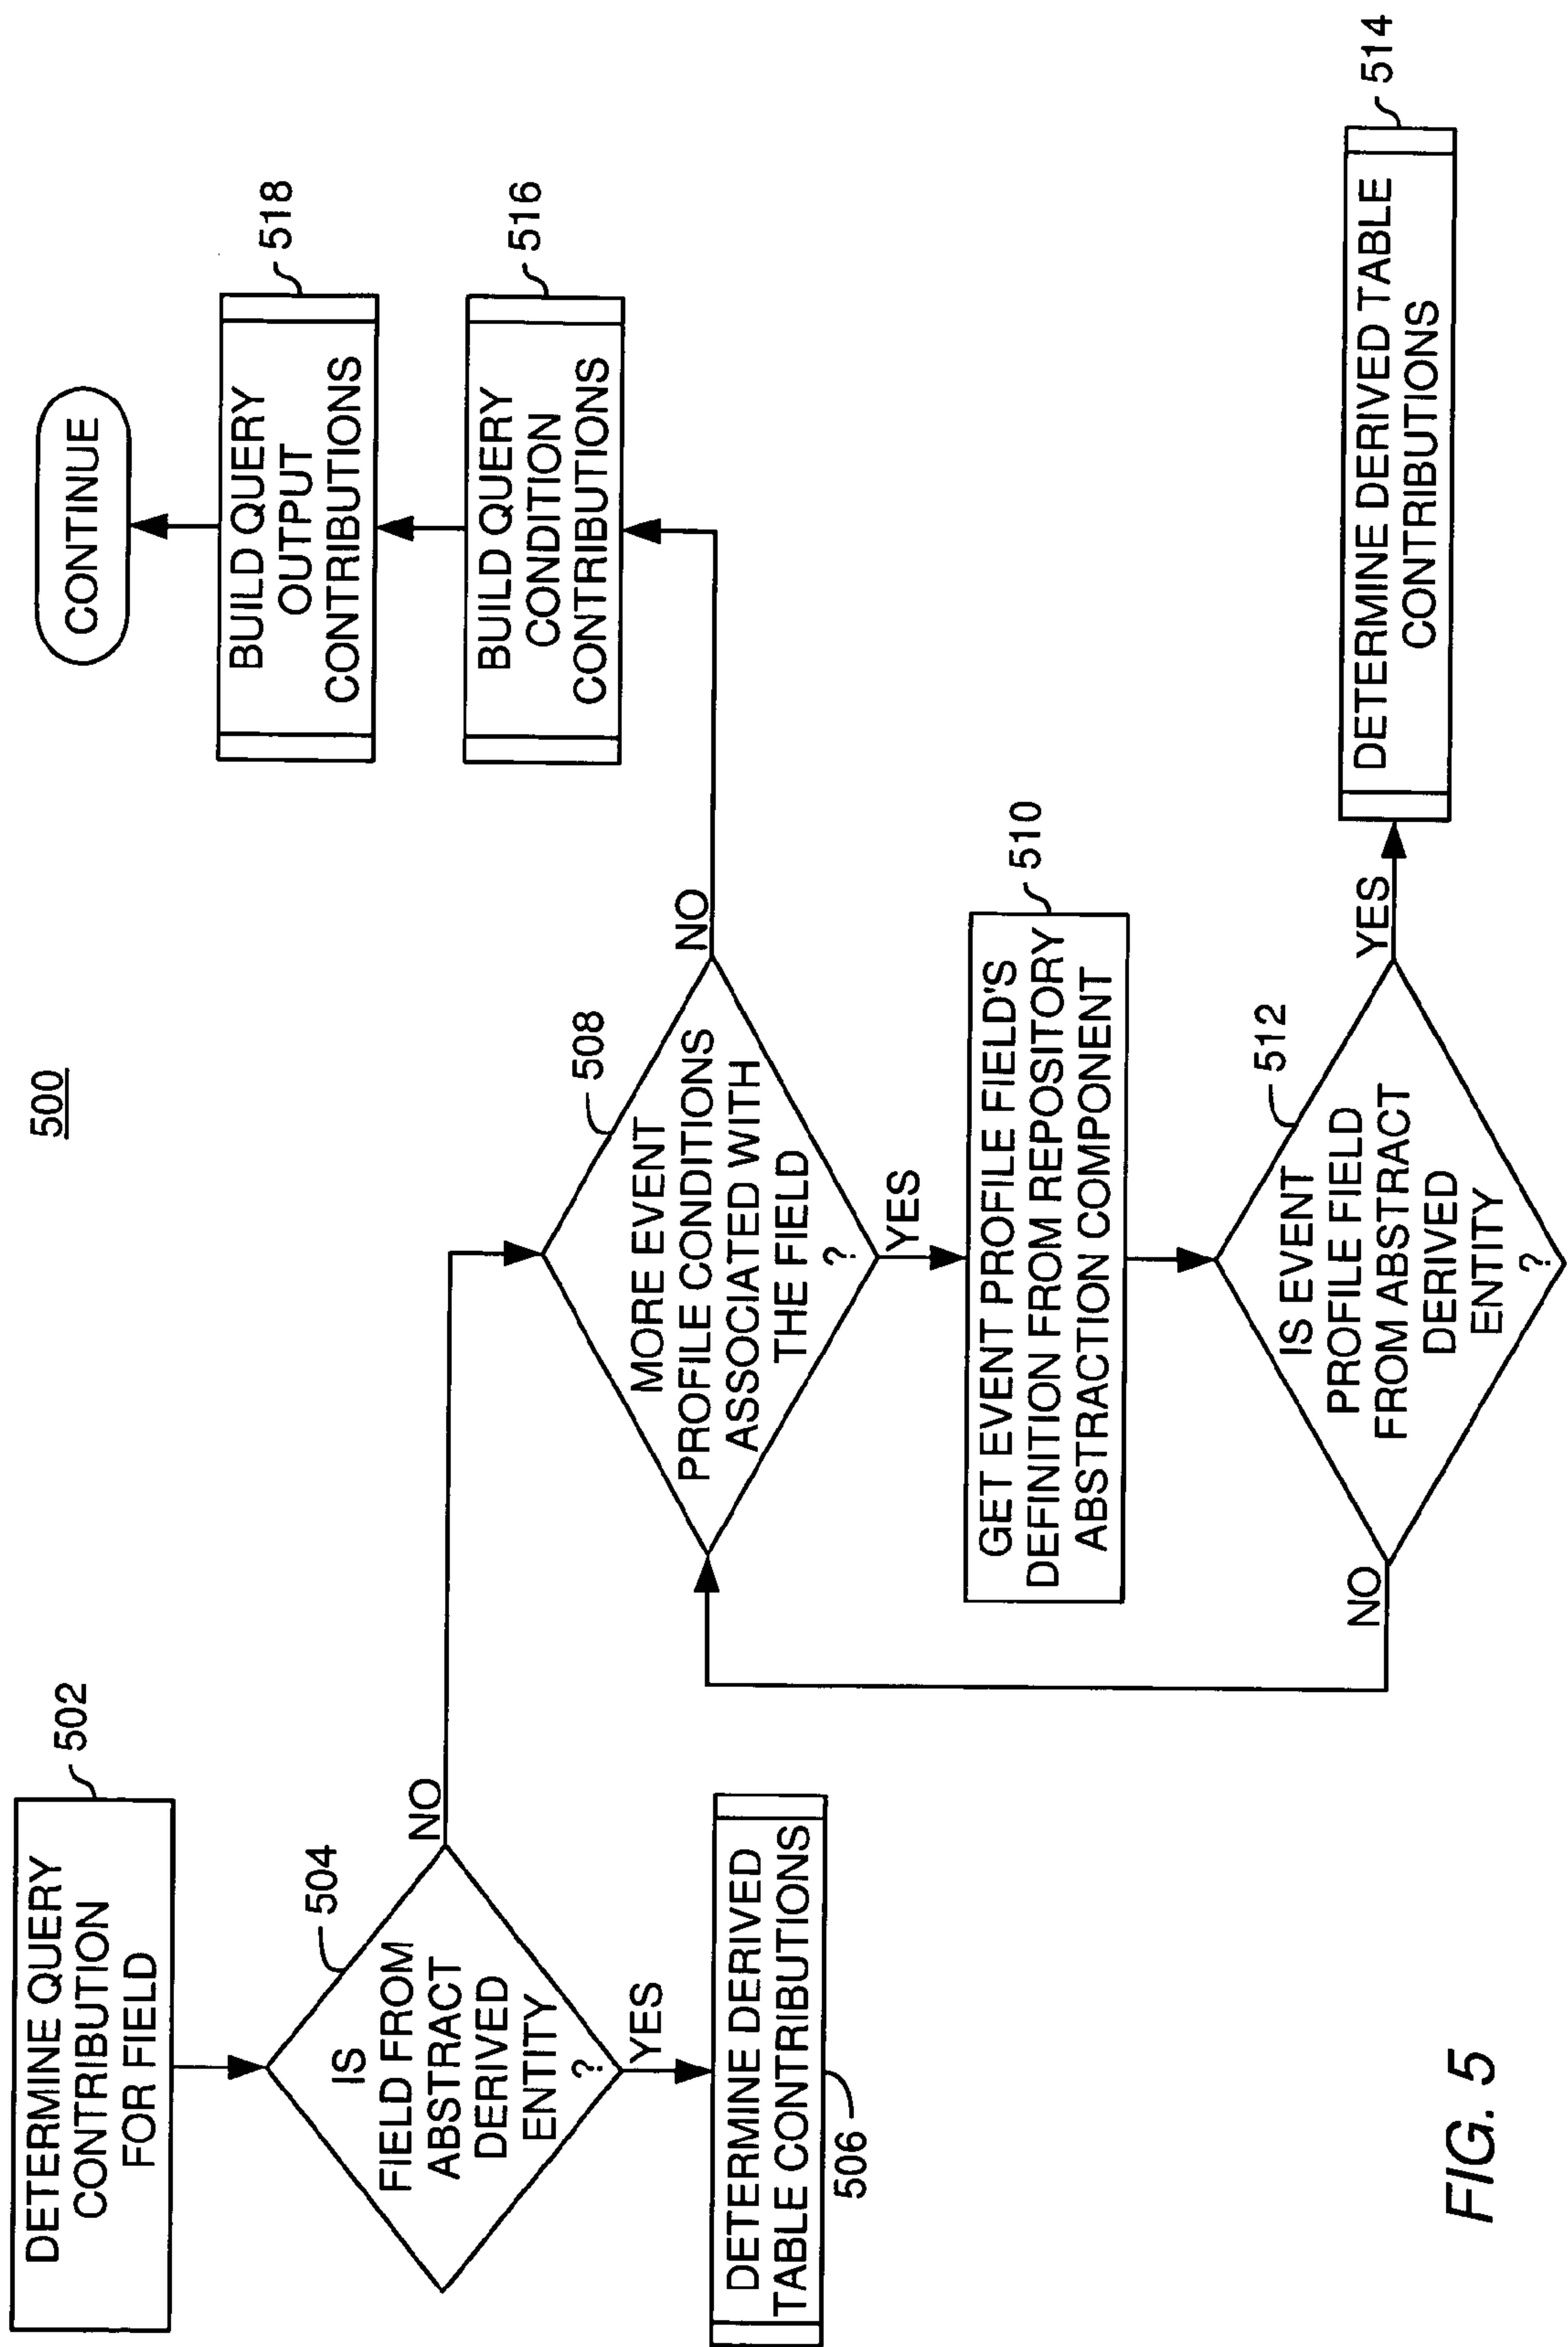 500
DETERMINE QUERY
CONTRIBUTION
FOR FIELD
502
IS
FIELD FROM
ABSTRACT
DERIVED
ENTITY
?
504
NO
YES
DETERMINE DERIVED
TABLE CONTRIBUTIONS
506
MORE EVENT
PROFILE CONDITIONS
ASSOCIATED WITH
THE FIELD
?
508
NO
YES
GET EVENT PROFILE FIELD'S
DEFINITION FROM REPOSITORY
ABSTRACTION COMPONENT
510
IS EVENT
PROFILE FIELD
FROM ABSTRACT
DERIVED
ENTITY
?
512
NO
YES
DETERMINE DERIVED TABLE
CONTRIBUTIONS
514
BUILD QUERY
CONDITION
CONTRIBUTIONS
516
BUILD QUERY
OUTPUT
CONTRIBUTIONS
518
CONTINUE
FIG. 5